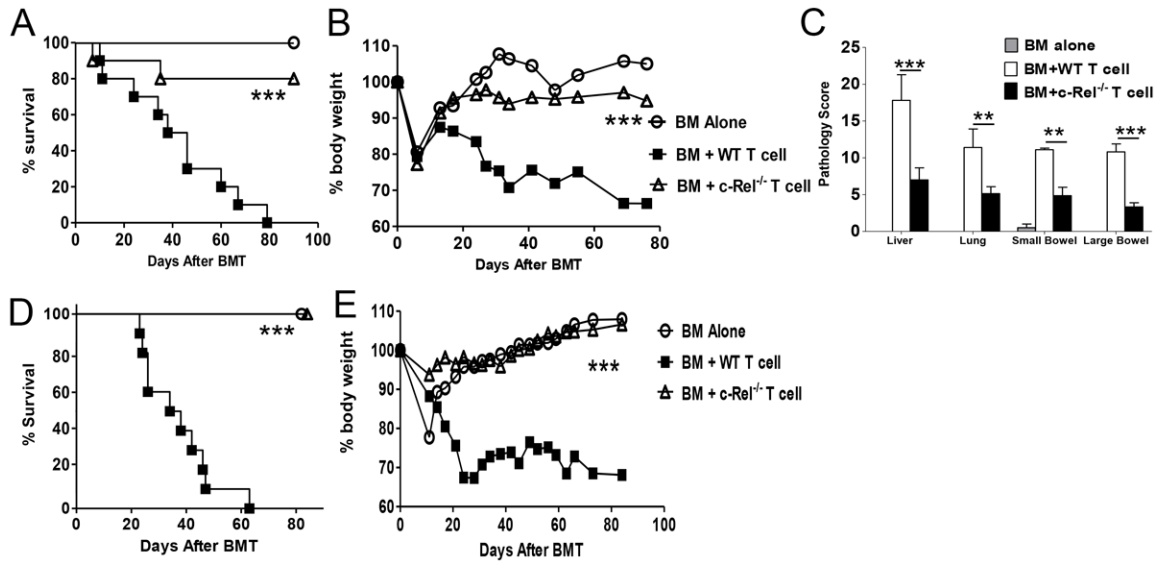 A
% survival
100
80
60
40
20
0
0 20 40 60 80 100
Days After BMT
***
B
% body weight
110
100
90
80
70
60
0 20 40 60 80
Days After BMT
***
BM Alone
BM + WT T cell
BM + c-Rel-/- T cell
C
Pathology Score
25
20
15
10
5
0
BM alone
BM+WT T cell
BM+c-Rel-/- T cell
*** ** ** ***
Liver Lung Small Bowel Large Bowel
D
% Survival
100
80
60
40
20
0
0 20 40 60 80
Days After BMT
***
E
% body weight
110
100
90
80
70
60
0 20 40 60 80 100
Days After BMT
***
BM Alone
BM + WT T cell
BM + c-Rel-/- T cell